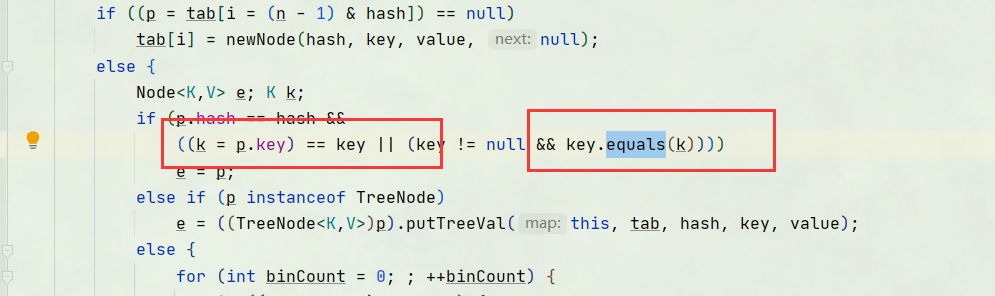 if ((p = tab[i = (n - 1) & hash]) == null)
tab[i] = newNode(hash, key, value, next: null);
else {
Node<K,V> e; K k;
if (p.hash == hash &&
((k = p.key) == key || (key != null && key.equals(k))))
e = p;
else if (p instanceof TreeNode)
e = ((TreeNode<K,V>)p).putTreeVal( map: this, tab, hash, key, value);
else {
for (int binCount = 0; ; ++binCount) {